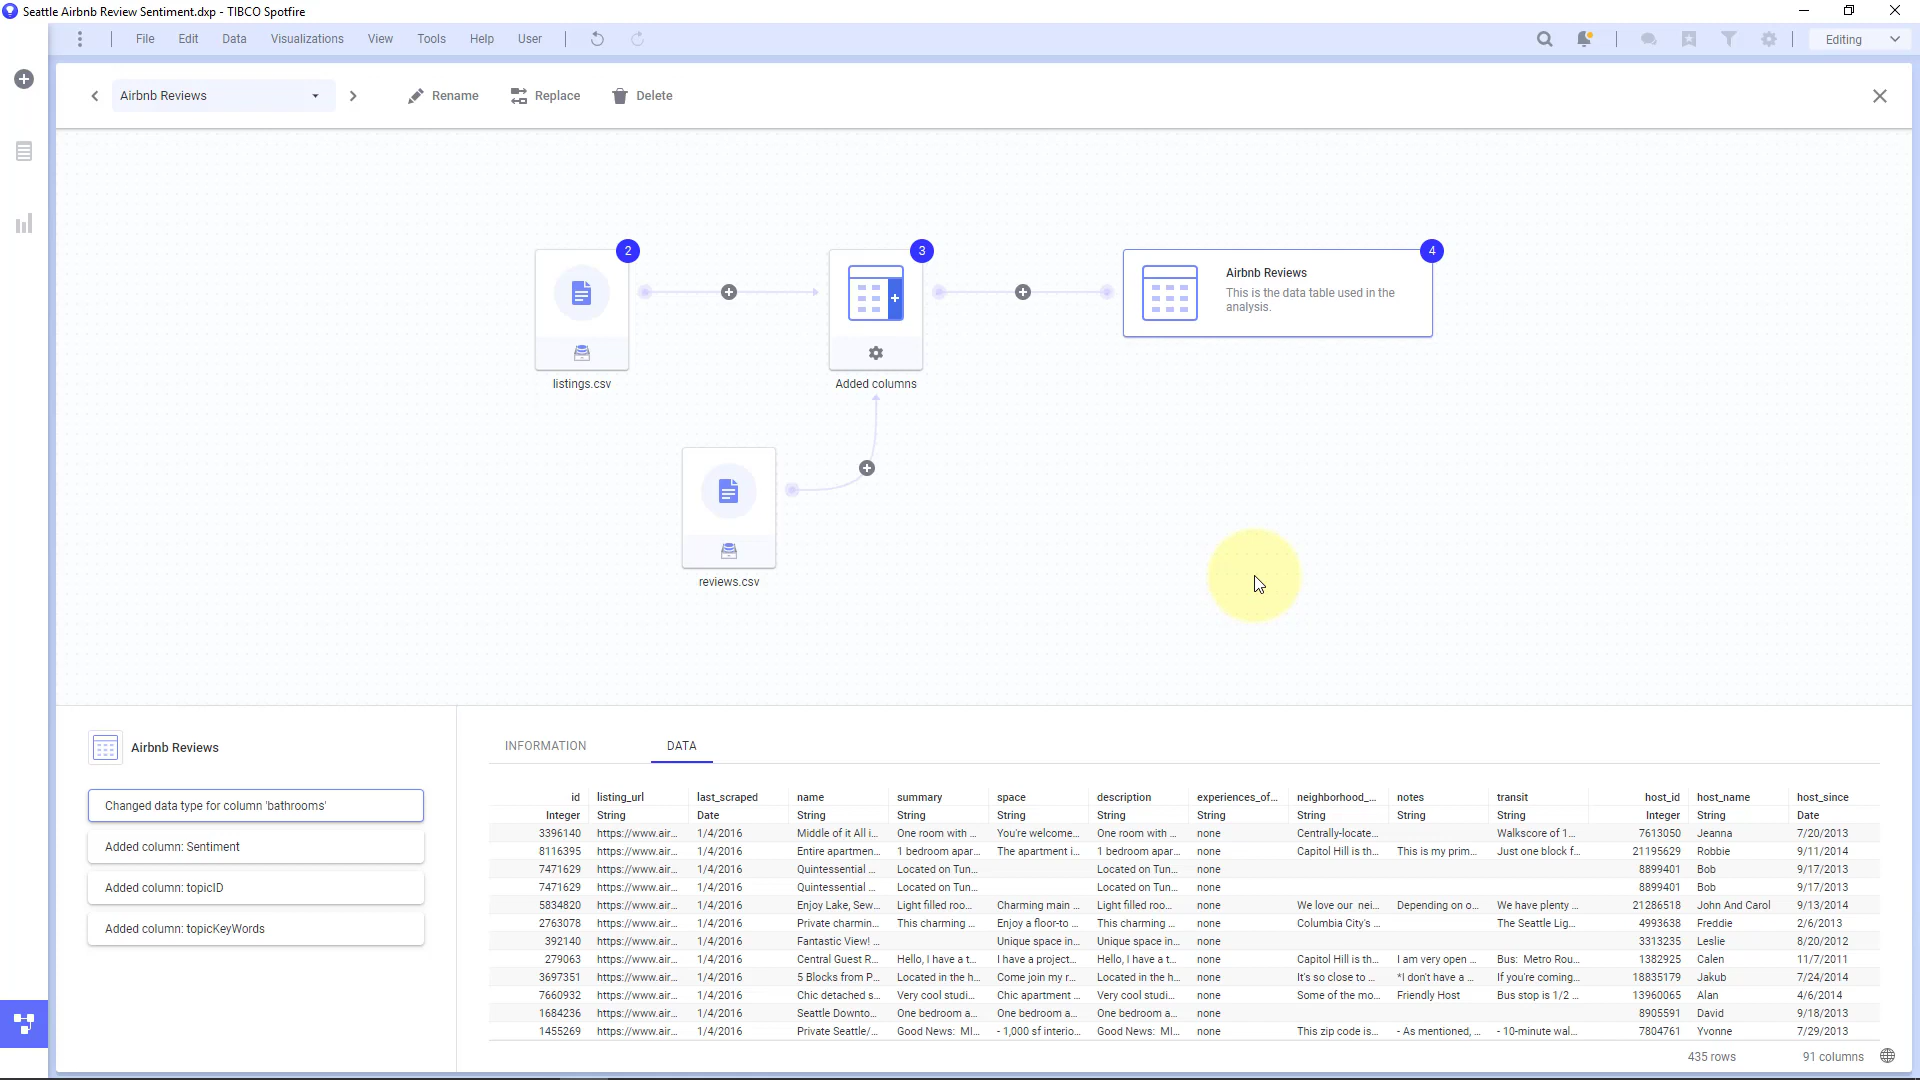 Seattle Airbnb Review Sentiment.dxp - TIBCO Spotfire
File Edit Data Visualizations View Tools Help User Editing
Airbnb Reviews Rename Replace Delete
2 3 4
Airbnb Reviews
This is the data table used in the
analysis.
listings.csv Added columns
reviews.csv
Airbnb Reviews
Changed data type for column 'bathrooms'
Added column: Sentiment
Added column: topicID
Added column: topicKeyWords
INFORMATION DATA
id listing_url last_scraped name summary space description experiences_of... neighborhood_... notes transit host_id host_name host_since
Integer String Date String String String String String String String String Integer String Date
3396140 https://www.air... 1/4/2016 Middle of it All i... One room with ... You're welcome... One room with ... none Centrally-locate... Walkscore of 1... 7613050 Jeanna 7/20/2013
8116395 https://www.air... 1/4/2016 Entire apartmen... 1 bedroom apar... The apartment i... 1 bedroom apar... none Capitol Hill is th... This is my prim... Just one block f... 21195629 Robbie 9/11/2014
7471629 https://www.air... 1/4/2016 Quintessential ... Located on Tun... Located on Tun... none 8899401 Bob 9/17/2013
7471629 https://www.air... 1/4/2016 Quintessential ... Located on Tun... Located on Tun... none 8899401 Bob 9/17/2013
5834820 https://www.air... 1/4/2016 Enjoy Lake, Sew... Light filled roo... Charming main ... Light filled roo... none We love our nei... Depending on o... We have plenty ... 21286518 John And Carol 9/13/2014
2763078 https://www.air... 1/4/2016 Private charmin... This charming ... Enjoy a floor-to ... This charming ... none Columbia City's ... The Seattle Lig... 4993638 Freddie 2/6/2013
392140 https://www.air... 1/4/2016 Fantastic View! ... Unique space in... Unique space in... none 3313235 Leslie 8/20/2012
279063 https://www.air... 1/4/2016 Central Guest R... Hello, I have a t... I have a project... Hello, I have a t... none Capitol Hill is th... I am very open ... Bus: Metro Rou... 1382925 Calen 11/7/2011
3697351 https://www.air... 1/4/2016 5 Blocks from P... Located in the h... Come join my r... Located in the h... none It's so close to ... *I don't have a ... If you're coming... 18835179 Jakub 7/24/2014
7660932 https://www.air... 1/4/2016 Chic detached s... Very cool studi... Chic apartment ... Very cool studi... none Some of the mo... Friendly Host Bus stop is 1/2 ... 13960065 Alan 4/6/2014
1684236 https://www.air... 1/4/2016 Seattle Downto... One bedroom a... One bedroom a... One bedroom a... none 8905591 David 9/18/2013
1455269 https://www.air... 1/4/2016 Private Seattle/... Good News: MI... - 1,000 sf interio... Good News: MI... none This zip code is... - As mentioned, ... - 10-minute wal... 7804761 Yvonne 7/29/2013
435 rows 91 columns